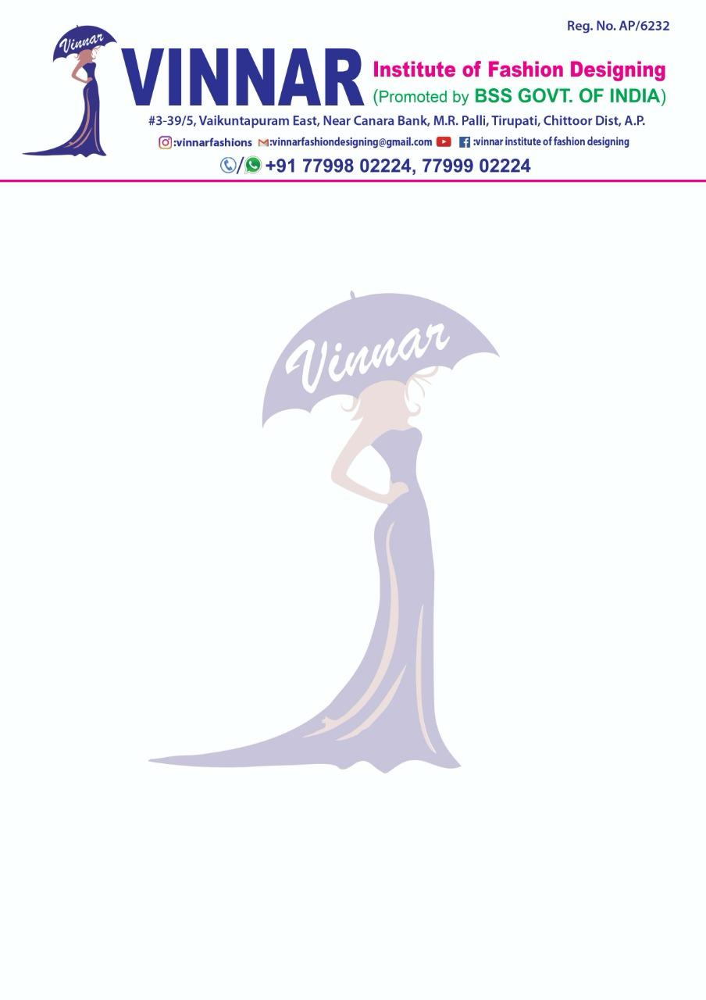 Reg. No. AP/6232
Vinnar
VINNAR
Institute of Fashion Designing
(Promoted by BSS GOVT. OF INDIA)
#3-39/5, Vaikuntapuram East, Near Canara Bank, M.R. Palli, Tirupati, Chittoor Dist, A.P.
:vinnarfashions :vinnarfashiondesigning@gmail.com :vinnar institute of fashion designing
/ +91 77998 02224, 77999 02224
Vinnar